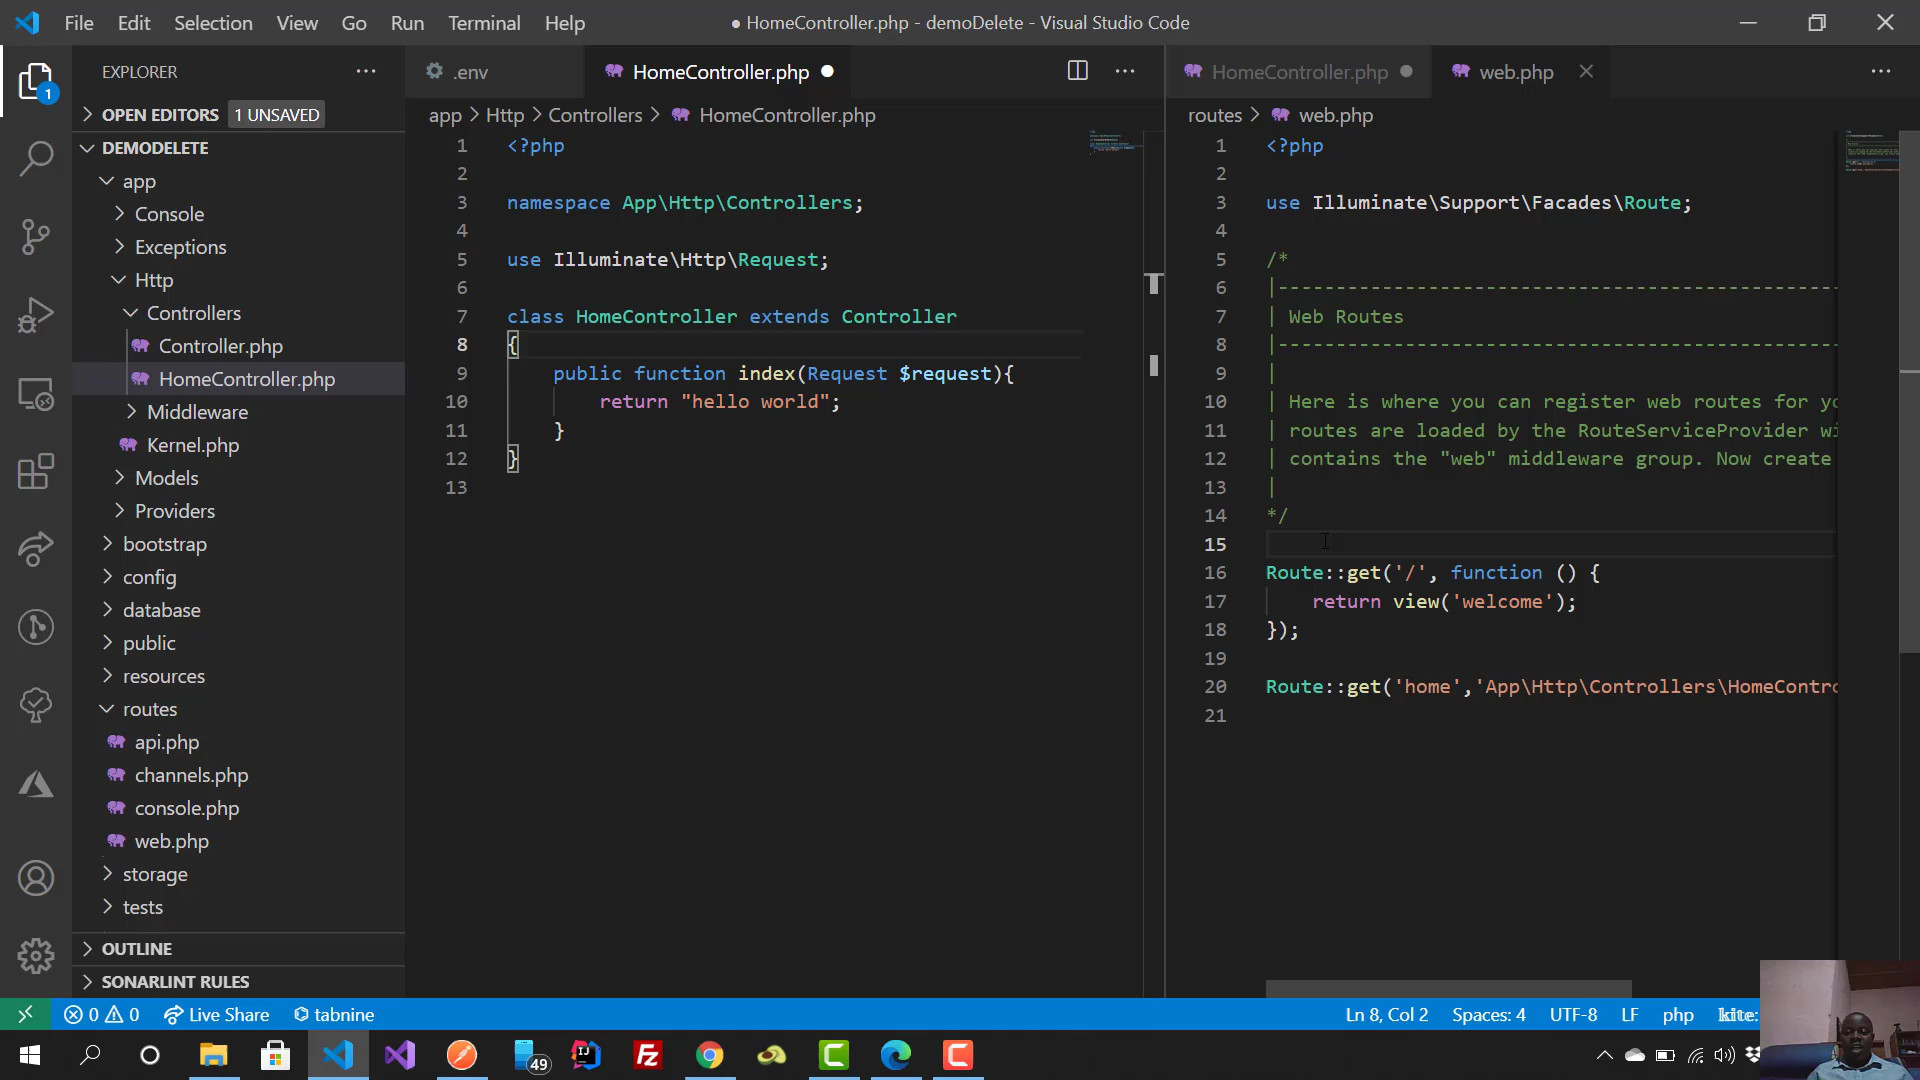 File Edit Selection View Go Run Terminal Help
● HomeController.php - demoDelete - Visual Studio Code
EXPLORER
OPEN EDITORS 1 UNSAVED
DEMODELETE
app
Console
Exceptions
Http
Controllers
Controller.php
HomeController.php
Middleware
Kernel.php
Models
Providers
bootstrap
config
database
public
resources
routes
api.php
channels.php
console.php
web.php
storage
tests
OUTLINE
SONARLINT RULES
1
.env HomeController.php
app > Http > Controllers > HomeController.php
1 <?php
2
3 namespace App\Http\Controllers;
4
5 use Illuminate\Http\Request;
6
7 class HomeController extends Controller
8 {
9 public function index(Request $request){
10 return "hello world";
11 }
12 }
13
HomeController.php web.php
routes > web.php
1 <?php
2
3 use Illuminate\Support\Facades\Route;
4
5 /*
6 |------------------------------------------------
7 | Web Routes
8 |------------------------------------------------
9 |
10 | Here is where you can register web routes for yo
11 | routes are loaded by the RouteServiceProvider wi
12 | contains the "web" middleware group. Now create
13 |
14 */
15
16 Route::get('/', function () {
17 return view('welcome');
18 });
19
20 Route::get('home','App\Http\Controllers\HomeContro
21
0 0 Live Share tabnine
Ln 8, Col 2 Spaces: 4 UTF-8 LF php kite:
49